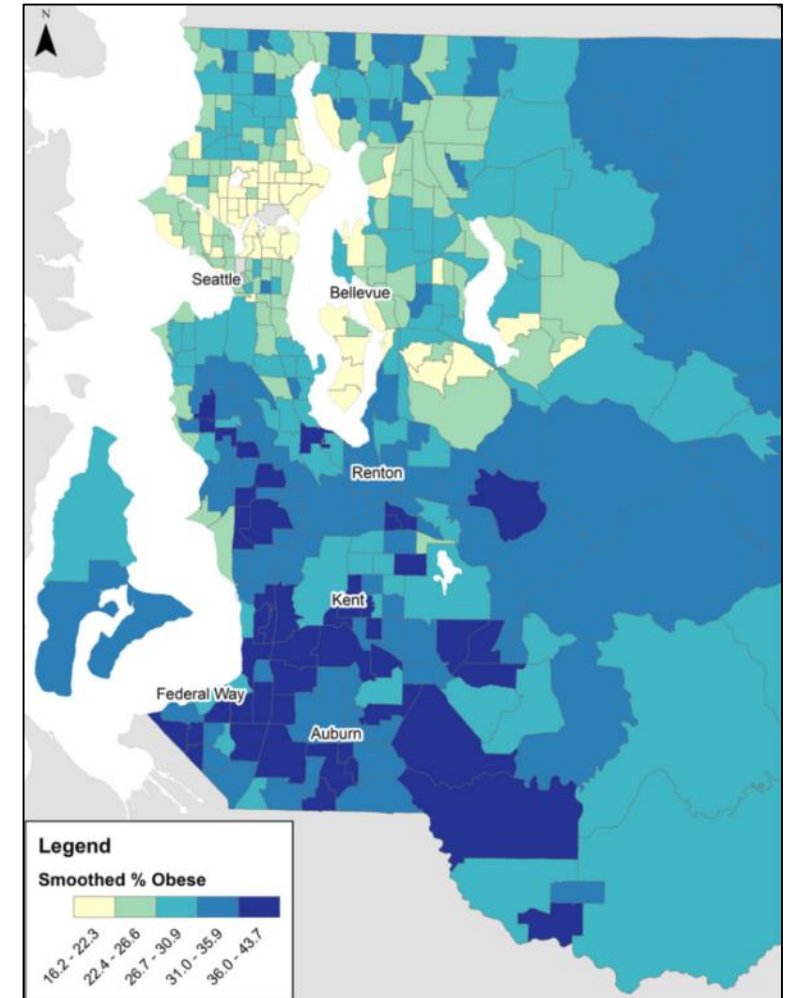 N
Seattle
Bellevue
Renton
Kent
Federal Way
Auburn
Legend
Smoothed % Obese
16.2 - 22.3
22.4 - 26.6
26.7 - 30.9
31.0 - 35.9
36.0 - 43.7